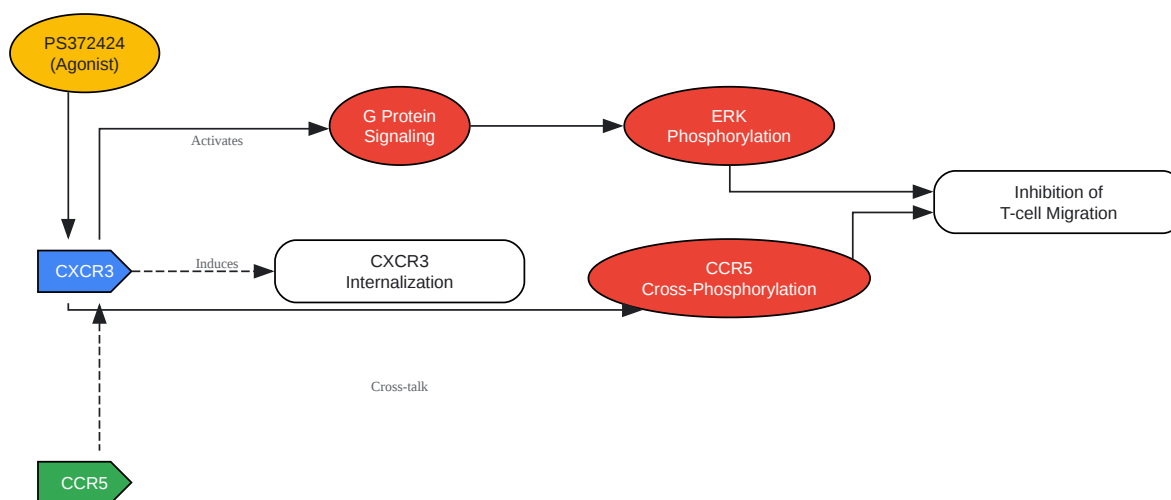 PS372424
(Agonist)
G Protein
Signaling
ERK
Phosphorylation
Activates
Inhibition of
T-cell Migration
CXCR3
Induces
CXCR3
Internalization
CCR5
Cross-Phosphorylation
Cross-talk
CCR5